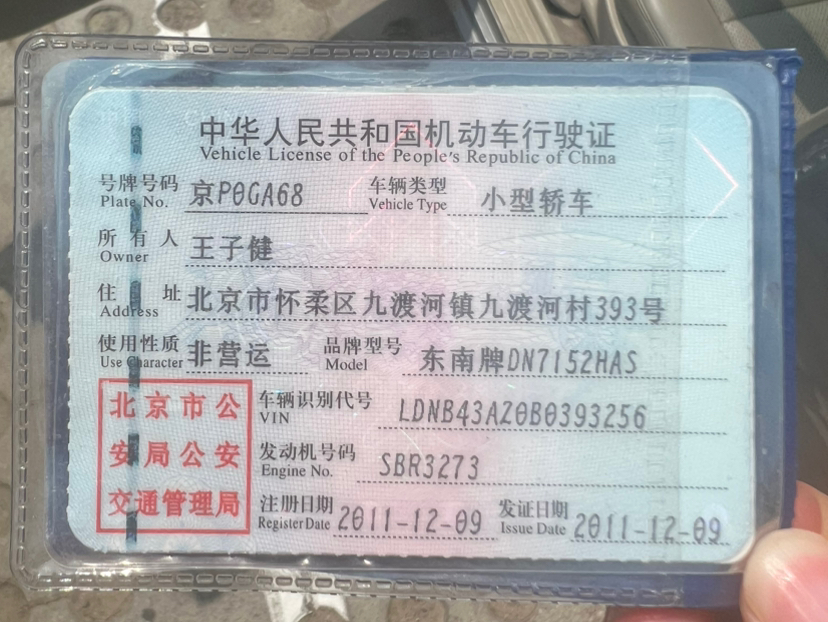 中华人民共和国机动车行驶证
Vehicle License of the People's Republic of China
号牌号码 京P0GA68 车辆类型 小型轿车
Plate No. Vehicle Type
所有人 王子健
Owner
住址 北京市怀柔区九渡河镇九渡河村393号
Address
使用性质 非营运 品牌型号 东南牌DN7152HAS
Use Character Model
北京市公
安局公安
交通管理局
车辆识别代号 LDNB43AZ0B0393256
VIN
发动机号码 SBR3273
Engine No.
注册日期 2011-12-09 发证日期 2011-12-09
Register Date Issue Date